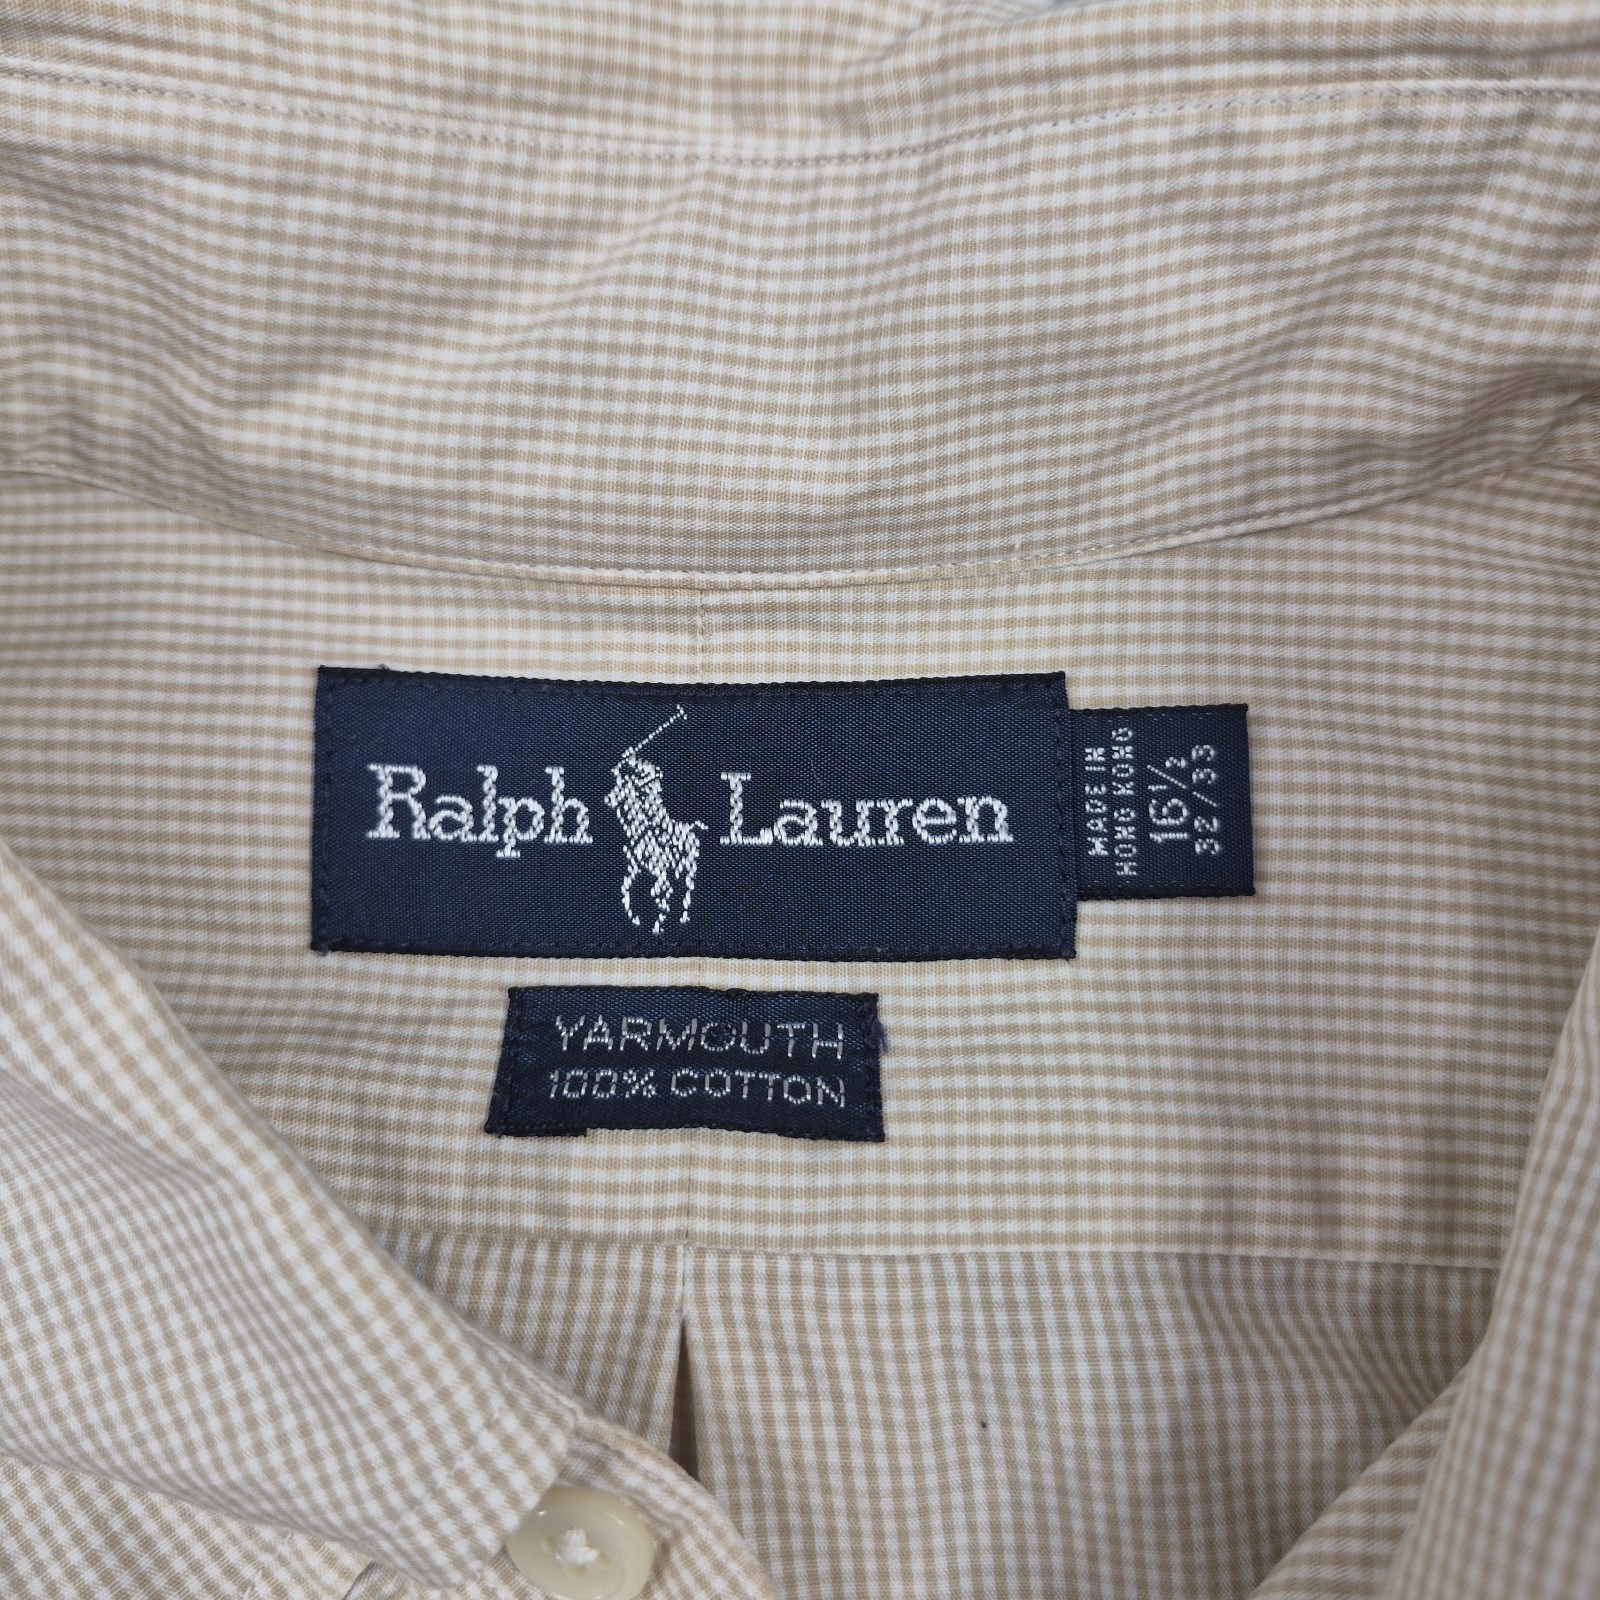 Ralph Lauren
MADE IN
HONG KONG
16½
32/33
YARMOUTH
100% COTTON